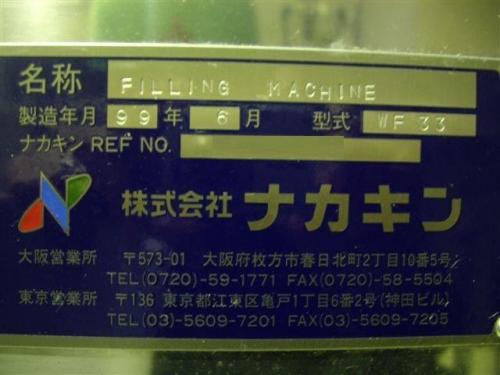 名称 FILLING MACHINE
製造年月 99年 6月 型式 WF 33
ナカキン REF NO.
株式会社 ナカキン
大阪営業所 〒573-01 大阪府枚方市春日北町2丁目10番5号
TEL(0720)-59-1771 FAX(0720)-58-5504
東京営業所 〒136 東京都江東区亀戸1丁目6番2号(神田ビル)
TEL(03)-5609-7201 FAX(03)-5609-7205